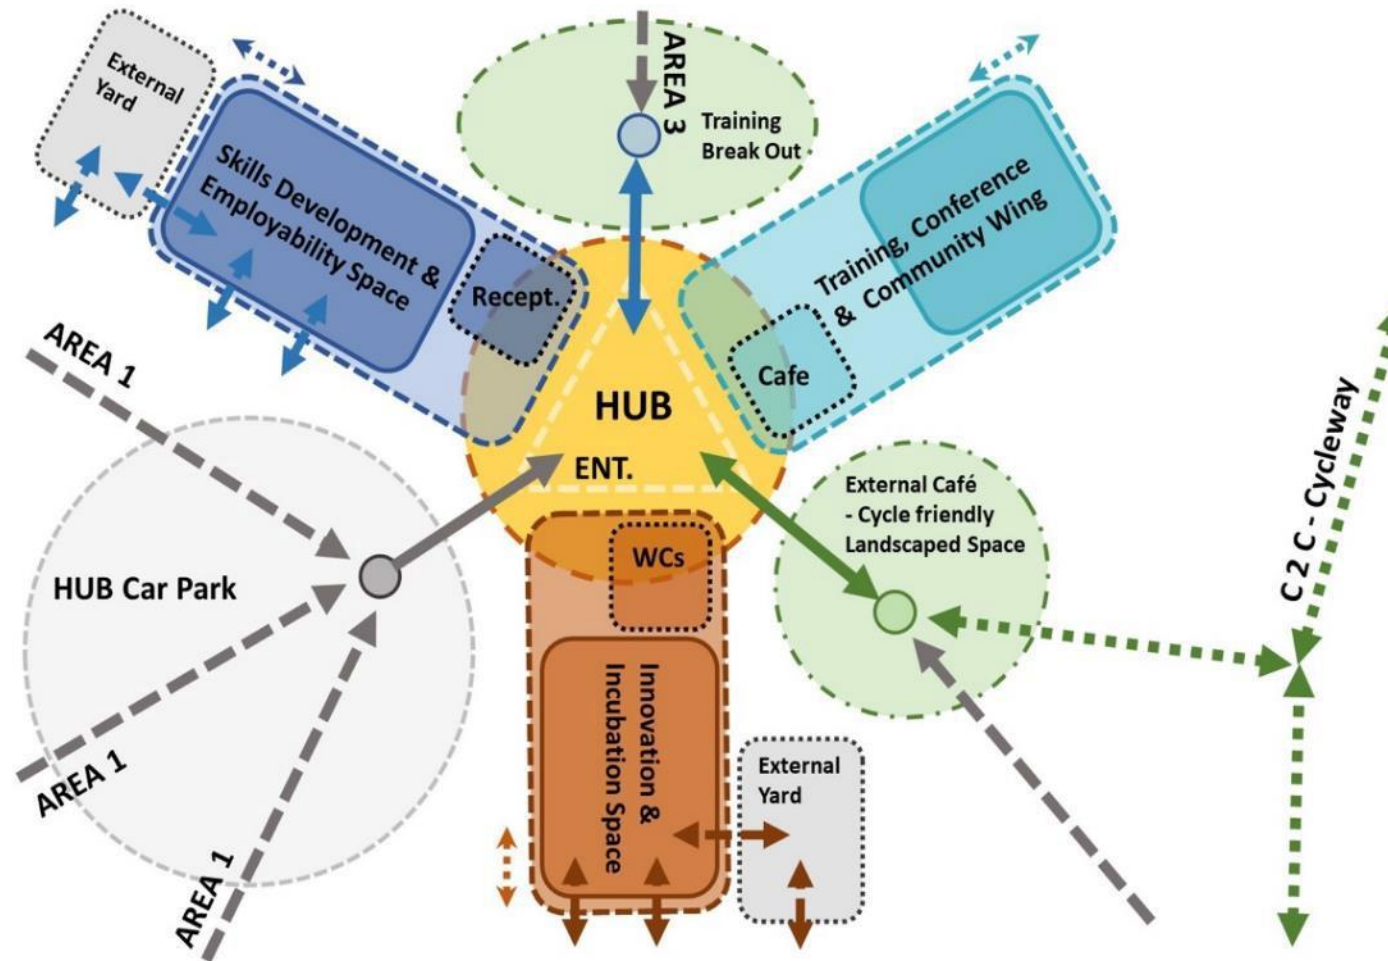 External
Yard
AREA 3
Training
Break Out
Skills Development &
Employability Space
Training, Conference
& Community Wing
Recept.
Cafe
HUB
ENT.
AREA 1
C 2 C - Cycleway
External Café
- Cycle friendly
Landscaped Space
WCs
HUB Car Park
Innovation &
Incubation Space
External
Yard
AREA 1
AREA 1